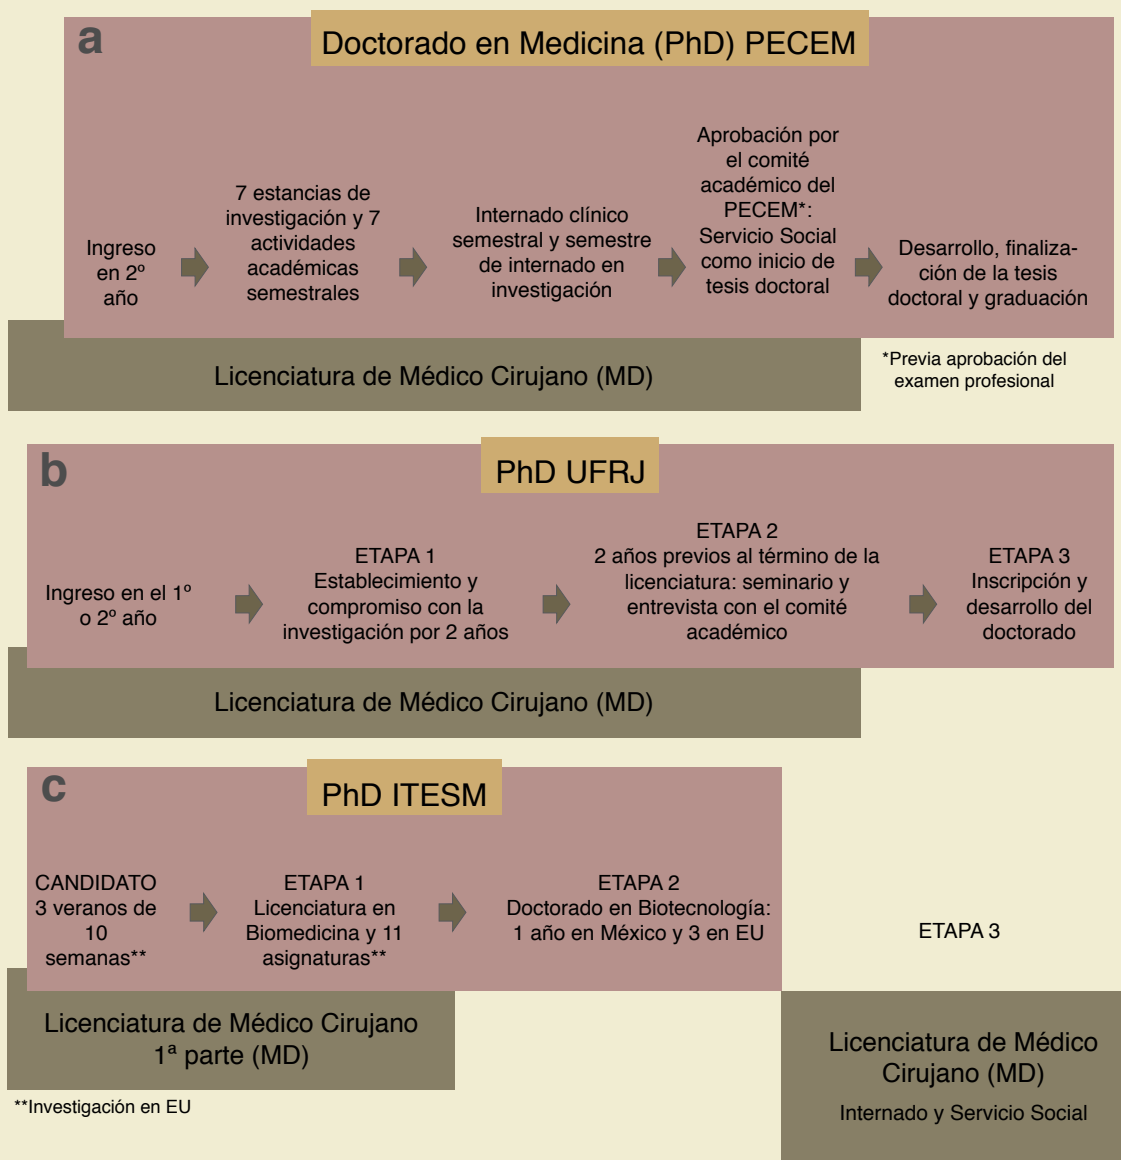 a
Doctorado en Medicina (PhD) PECEM
Ingreso
en 2º
año
7 estancias de
investigación y 7
actividades
académicas
semestrales
Internado clínico
semestral y semestre
de internado en
investigación
Aprobación por
el comité
académico del
PECEM*:
Servicio Social
como inicio de
tesis doctoral
Desarrollo, finaliza-
ción de la tesis
doctoral y graduación
Licenciatura de Médico Cirujano (MD)
*Previa aprobación del
examen profesional
b
PhD UFRJ
Ingreso en el 1º
o 2º año
ETAPA 1
Establecimiento y
compromiso con la
investigación por 2 años
ETAPA 2
2 años previos al término de la
licenciatura: seminario y
entrevista con el comité
académico
ETAPA 3
Inscripción y
desarrollo del
doctorado
Licenciatura de Médico Cirujano (MD)
c
PhD ITESM
CANDIDATO
3 veranos de
10
semanas**
ETAPA 1
Licenciatura en
Biomedicina y 11
asignaturas**
ETAPA 2
Doctorado en Biotecnología:
1 año en México y 3 en EU
ETAPA 3
Licenciatura de Médico Cirujano
1ª parte (MD)
Licenciatura de Médico
Cirujano (MD)
Internado y Servicio Social
**Investigación en EU